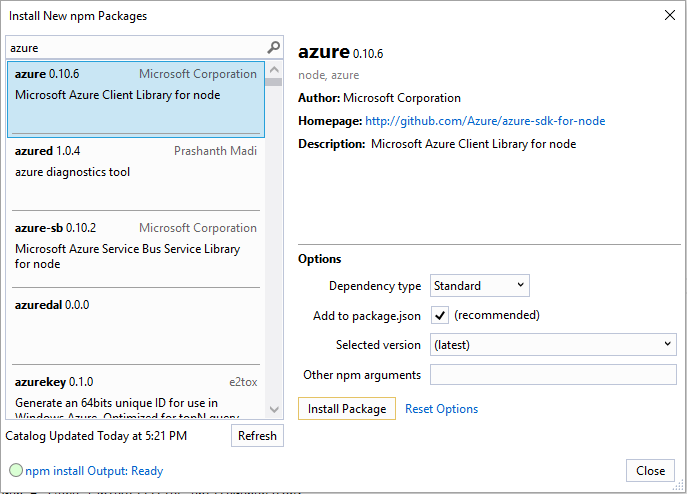 Install New npm Packages
azure
azure 0.10.6 Microsoft Corporation
Microsoft Azure Client Library for node
azured 1.0.4 Prashanth Madi
azure diagnostics tool
azure-sb 0.10.2 Microsoft Corporation
Microsoft Azure Service Bus Service Library
for node
azuredal 0.0.0
azurekey 0.1.0 e2tox
Generate an 64bits unique ID for use in
Windows Azure. Optimized for topN query
Catalog Updated Today at 5:21 PM
Refresh
azure 0.10.6
node, azure
Author: Microsoft Corporation
Homepage: http://github.com/Azure/azure-sdk-for-node
Description: Microsoft Azure Client Library for node
Options
Dependency type Standard
Add to package.json (recommended)
Selected version (latest)
Other npm arguments
Install Package Reset Options
npm install Output: Ready
Close